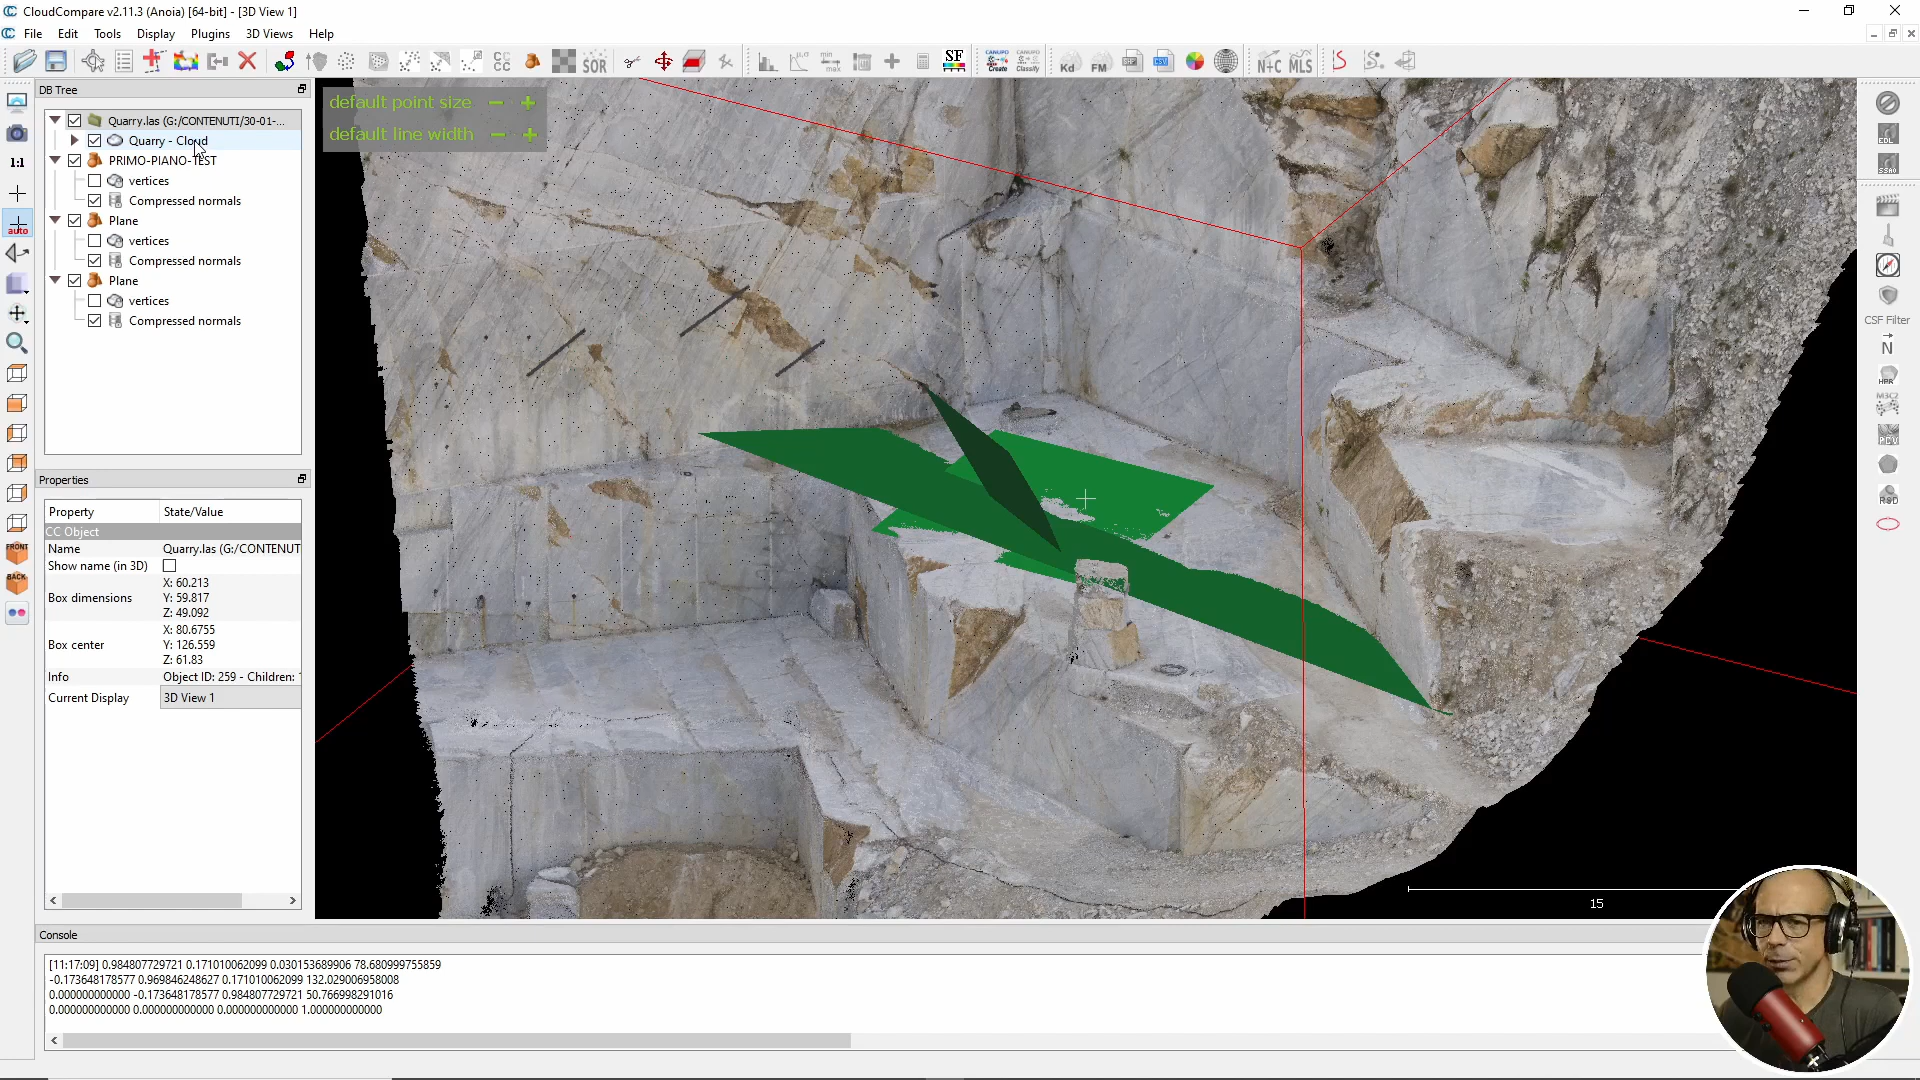 CloudCompare v2.11.3 (Anoia) [64-bit] - [3D View 1]
File Edit Tools Display Plugins 3D Views Help
CC SOR SF CANUPO Create CANUPO Classify Kd FM SHP CSV N+C MLS
DB Tree
Quarry.las (G:/CONTENUTI/30-01-...
Quarry - Cloud
PRIMO-PIANO-TEST
vertices
Compressed normals
Plane
vertices
Compressed normals
Plane
vertices
Compressed normals
1:1
auto
FRONT
BACK
default point size
default line width
EDL
SSAO
CSF Filter
N
HPR
M3C2
PCV
RSD
15
Properties
Property State/Value
CC Object
Name Quarry.las (G:/CONTENUT
Show name (in 3D)
Box dimensions
X: 60.213
Y: 59.817
Z: 49.092
Box center
X: 80.6755
Y: 126.559
Z: 61.83
Info Object ID: 259 - Children:
Current Display 3D View 1
Console
[11:17:09] 0.984807729721 0.171010062099 0.030153689906 78.680999755859
-0.173648178577 0.969846248627 0.171010062099 132.029006958008
0.000000000000 -0.173648178577 0.984807729721 50.766998291016
0.000000000000 0.000000000000 0.000000000000 1.000000000000